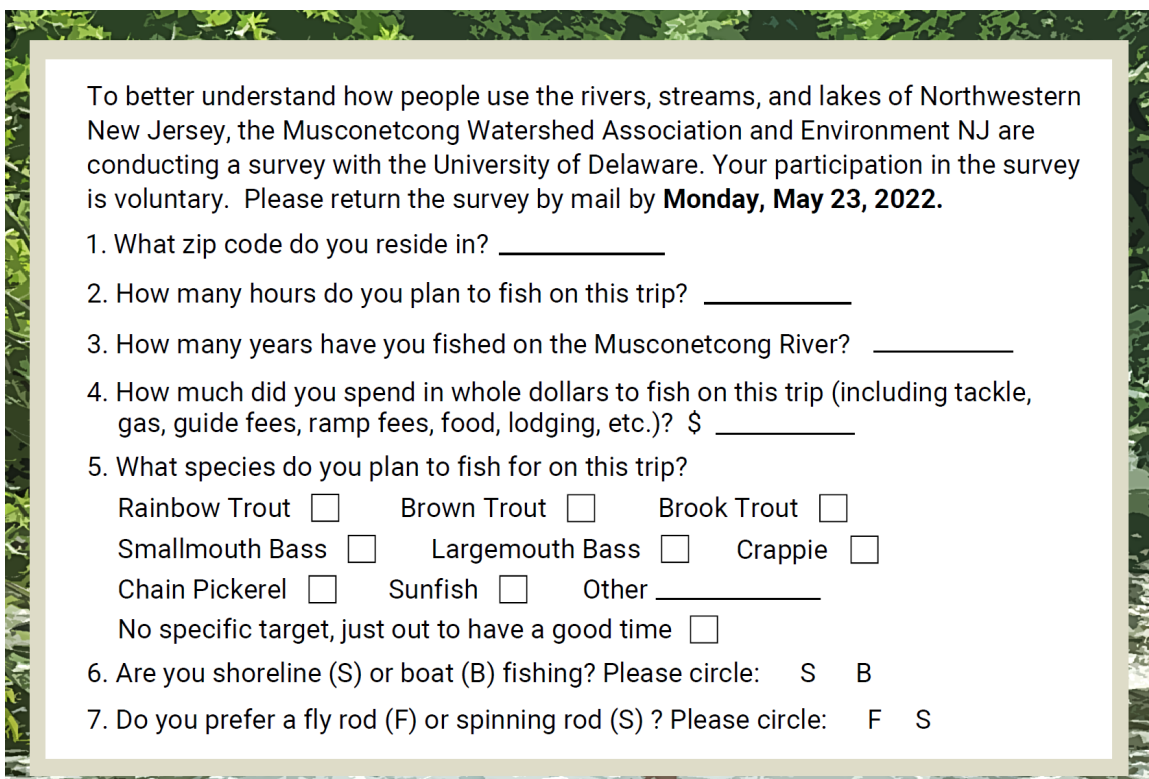 To better understand how people use the rivers, streams, and lakes of Northwestern
New Jersey, the Musconetcong Watershed Association and Environment NJ are
conducting a survey with the University of Delaware. Your participation in the survey
is voluntary.  Please return the survey by mail by Monday, May 23, 2022.
1. What zip code do you reside in? __________
2. How many hours do you plan to fish on this trip? __________
3. How many years have you fished on the Musconetcong River? __________
4. How much did you spend in whole dollars to fish on this trip (including tackle,
gas, guide fees, ramp fees, food, lodging, etc.)? $ __________
5. What species do you plan to fish for on this trip?
Rainbow Trout ☐ Brown Trout ☐ Brook Trout ☐
Smallmouth Bass ☐ Largemouth Bass ☐ Crappie ☐
Chain Pickerel ☐ Sunfish ☐ Other __________
No specific target, just out to have a good time ☐
6. Are you shoreline (S) or boat (B) fishing? Please circle: S B
7. Do you prefer a fly rod (F) or spinning rod (S) ? Please circle: F S